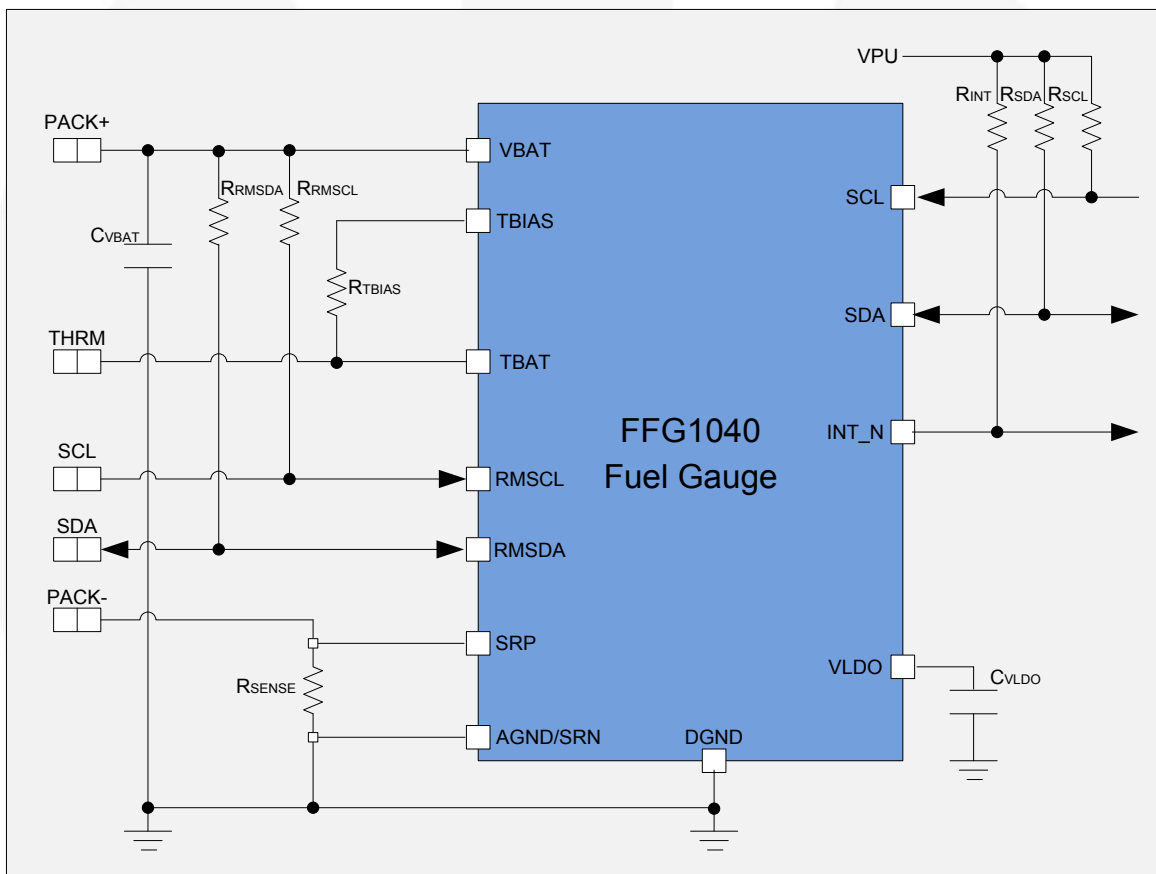 VPU
RINT RSDA RSCL
PACK+
VBAT
RRMSDA RRMSCL
SCL
TBIAS
CVBAT
RTBIAS
SDA
THRM
TBAT
FFG1040
Fuel Gauge
INT_N
SCL
RMSCL
SDA
RMSDA
PACK-
SRP
VLDO
CVLDO
RSENSE
AGND/SRN
DGND